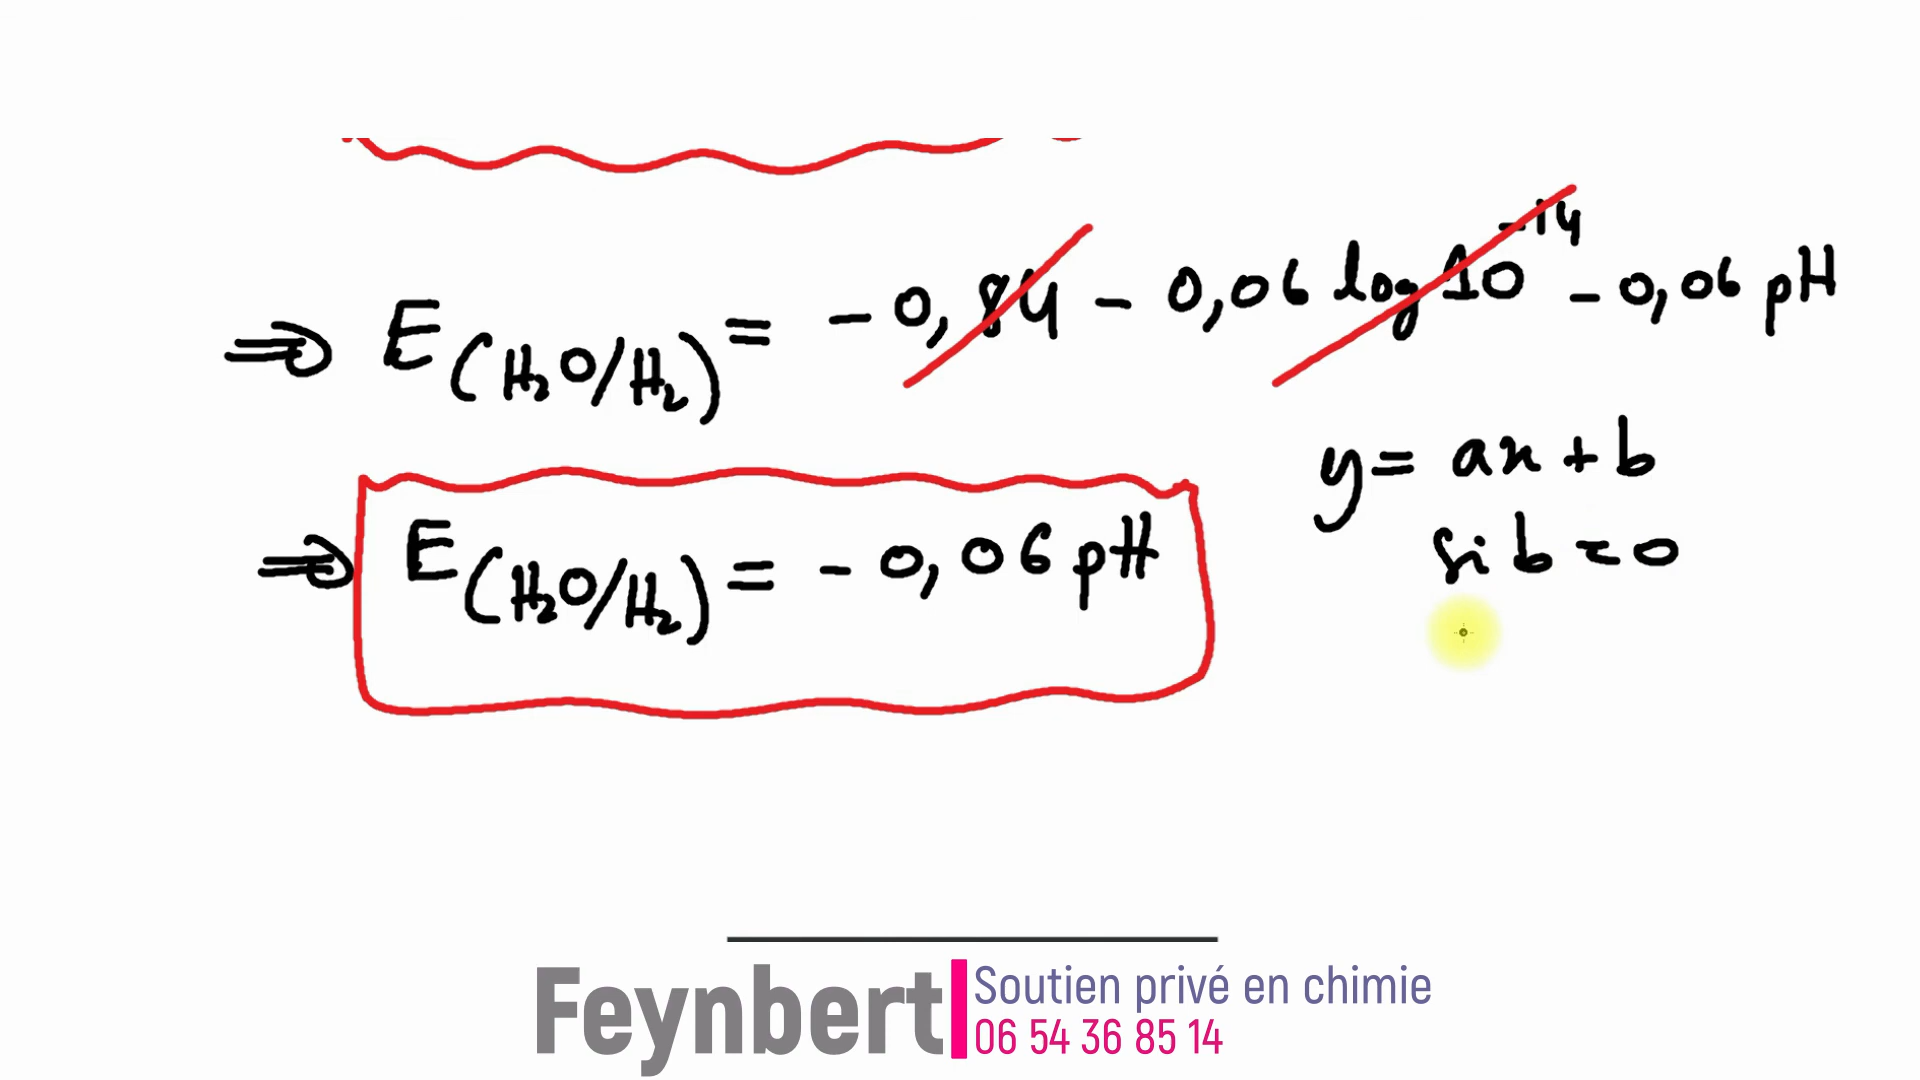 ⇒ E(H₂O/H₂) = -0,84 - 0,06 log 10⁻¹⁴ - 0,06 pH
y = ax + b
si b = 0
⇒ E(H₂O/H₂) = -0,06 pH
Feynbert
Soutien privé en chimie
06 54 36 85 14